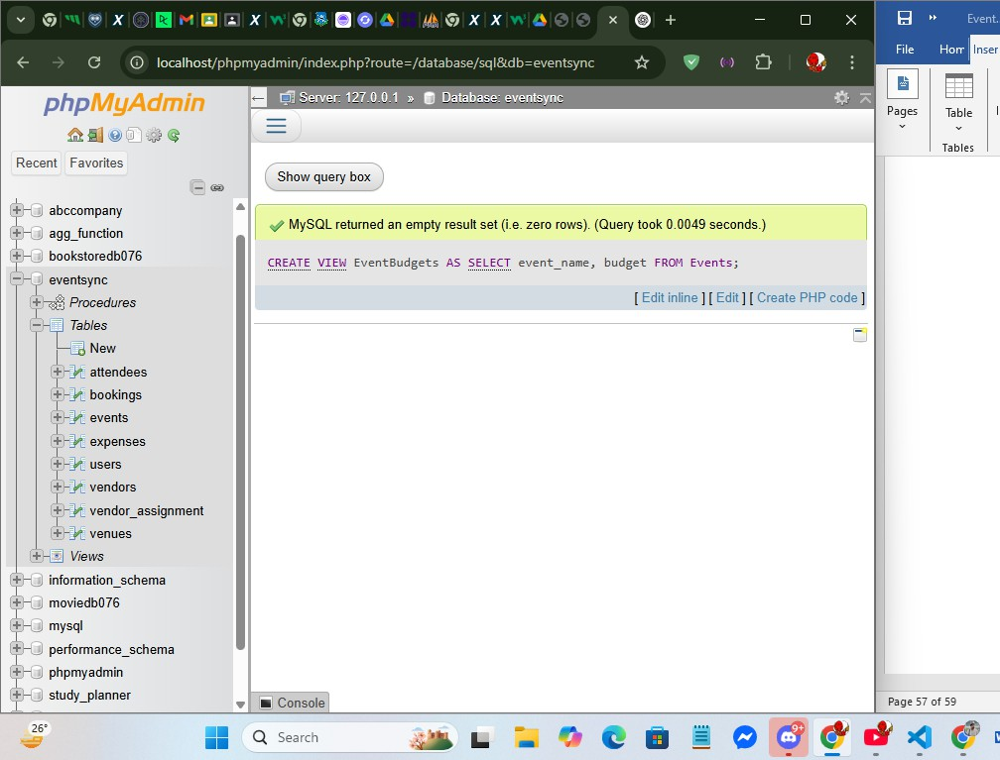 localhost/phpmyadmin/index.php?route=/database/sql&db=eventsync
Event.
File Hom Inser
Pages
Table
Tables
phpMyAdmin
Server: 127.0.0.1 » Database: eventsync
Recent Favorites
Show query box
MySQL returned an empty result set (i.e. zero rows). (Query took 0.0049 seconds.)
CREATE VIEW EventBudgets AS SELECT event_name, budget FROM Events;
[ Edit inline ] [ Edit ] [ Create PHP code ]
abccompany
agg_function
bookstoredb076
eventsync
Procedures
Tables
New
attendees
bookings
events
expenses
users
vendors
vendor_assignment
venues
Views
information_schema
moviedb076
mysql
performance_schema
phpmyadmin
study_planner
Console
Page 57 of 59
26°
Search
9+